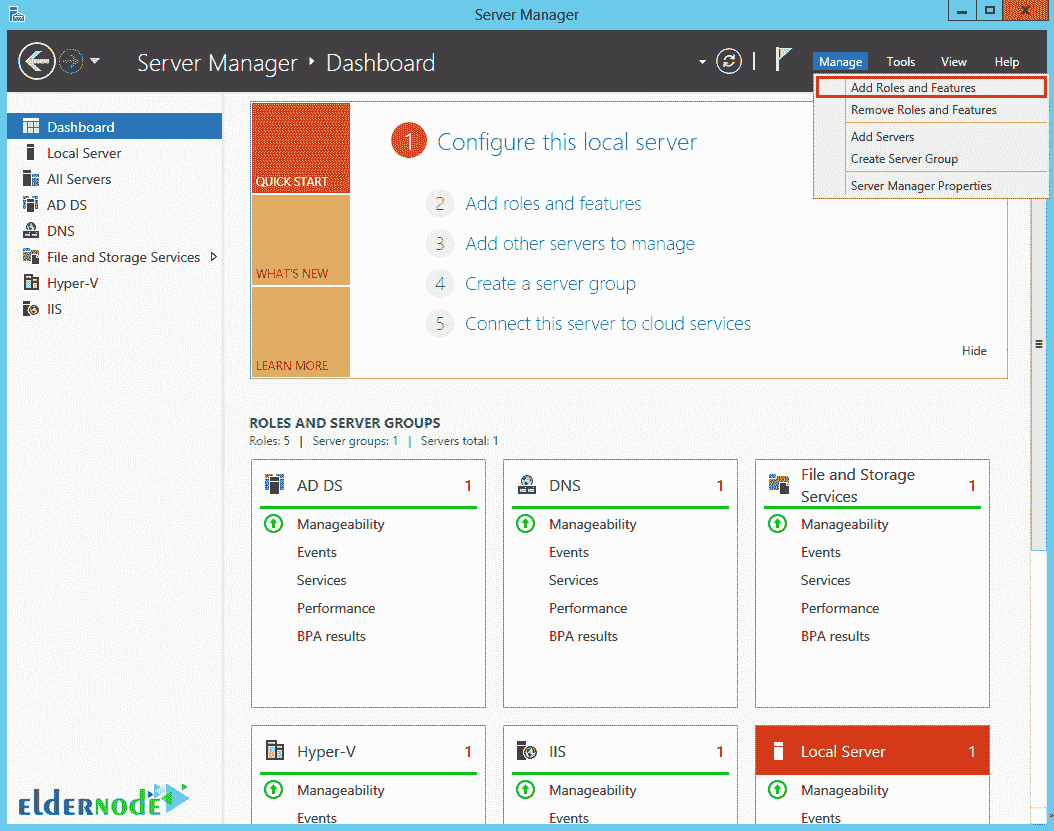 Server Manager
Server Manager • Dashboard
Manage Tools View Help
Add Roles and Features
Remove Roles and Features
Add Servers
Create Server Group
Server Manager Properties
Dashboard
Local Server
All Servers
AD DS
DNS
File and Storage Services
Hyper-V
IIS
QUICK START
WHAT'S NEW
LEARN MORE
1 Configure this local server
2 Add roles and features
3 Add other servers to manage
4 Create a server group
5 Connect this server to cloud services
Hide
ROLES AND SERVER GROUPS
Roles: 5 | Server groups: 1 | Servers total: 1
AD DS 1
Manageability
Events
Services
Performance
BPA results
DNS 1
Manageability
Events
Services
Performance
BPA results
File and Storage
Services 1
Manageability
Events
Services
Performance
BPA results
Hyper-V 1
Manageability
Events
IIS 1
Manageability
Events
Local Server 1
Manageability
Events
eldernode